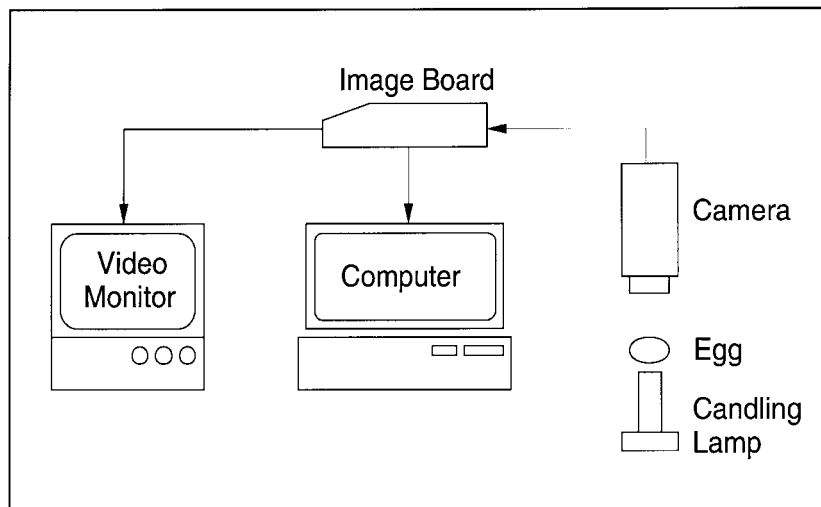 Image Board
Camera
Video
Monitor
Computer
Egg
Candling
Lamp